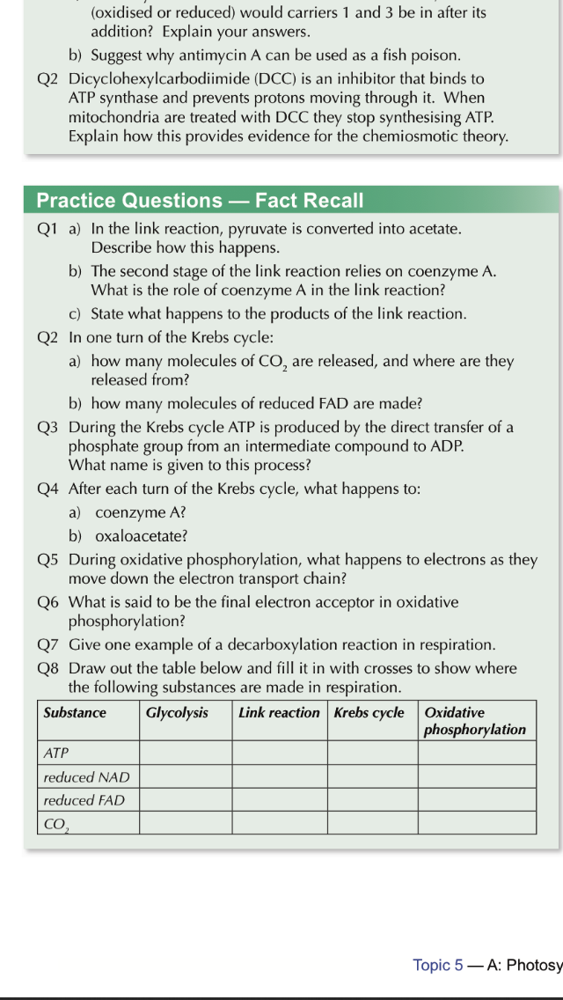 (oxidised or reduced) would carriers 1 and 3 be in after its
addition? Explain your answers.
b) Suggest why antimycin A can be used as a fish poison.
Q2 Dicyclohexylcarbodiimide (DCC) is an inhibitor that binds to
ATP synthase and prevents protons moving through it. When
mitochondria are treated with DCC they stop synthesising ATP.
Explain how this provides evidence for the chemiosmotic theory.
Practice Questions — Fact Recall
Q1 a) In the link reaction, pyruvate is converted into acetate.
Describe how this happens.
b) The second stage of the link reaction relies on coenzyme A.
What is the role of coenzyme A in the link reaction?
c) State what happens to the products of the link reaction.
Q2 In one turn of the Krebs cycle:
a) how many molecules of CO₂ are released, and where are they
released from?
b) how many molecules of reduced FAD are made?
Q3 During the Krebs cycle ATP is produced by the direct transfer of a
phosphate group from an intermediate compound to ADP.
What name is given to this process?
Q4 After each turn of the Krebs cycle, what happens to:
a) coenzyme A?
b) oxaloacetate?
Q5 During oxidative phosphorylation, what happens to electrons as they
move down the electron transport chain?
Q6 What is said to be the final electron acceptor in oxidative
phosphorylation?
Q7 Give one example of a decarboxylation reaction in respiration.
Q8 Draw out the table below and fill it in with crosses to show where
the following substances are made in respiration.
Substance Glycolysis Link reaction Krebs cycle Oxidative
phosphorylation
ATP
reduced NAD
reduced FAD
CO₂
Topic 5 — A: Photosy